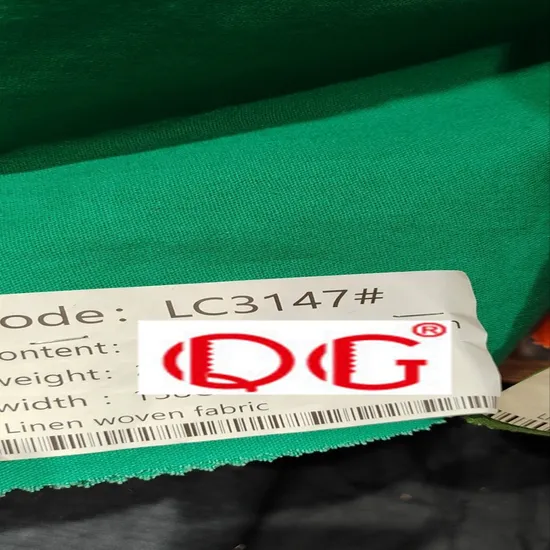 ode: LC3147#
ontent:
QG®
weight:
width :
Linen woven fabric